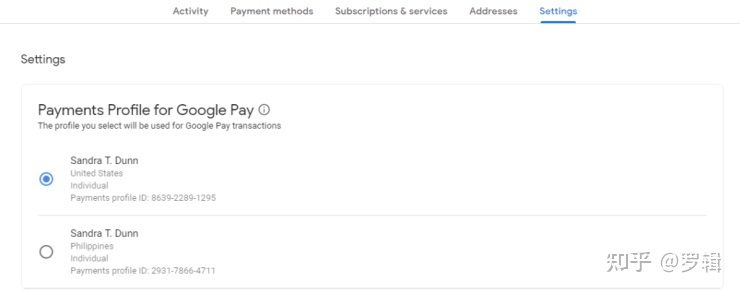 Activity Payment methods Subscriptions & services Addresses Settings
Settings
Payments Profile for Google Pay
The profile you select will be used for Google Pay transactions
Sandra T. Dunn
United States
Individual
Payments profile ID: 8639-2289-1295
Sandra T. Dunn
Philippines
Individual
Payments profile ID: 2931-7866-4711
知乎 @罗辑